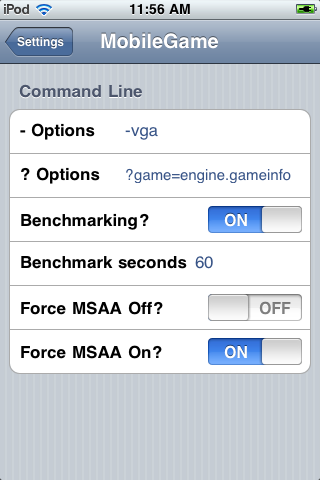 iPod 11:56 AM
Settings MobileGame
Command Line
- Options -vga
? Options ?game=engine.gameinfo
Benchmarking? ON
Benchmark seconds 60
Force MSAA Off? OFF
Force MSAA On? ON